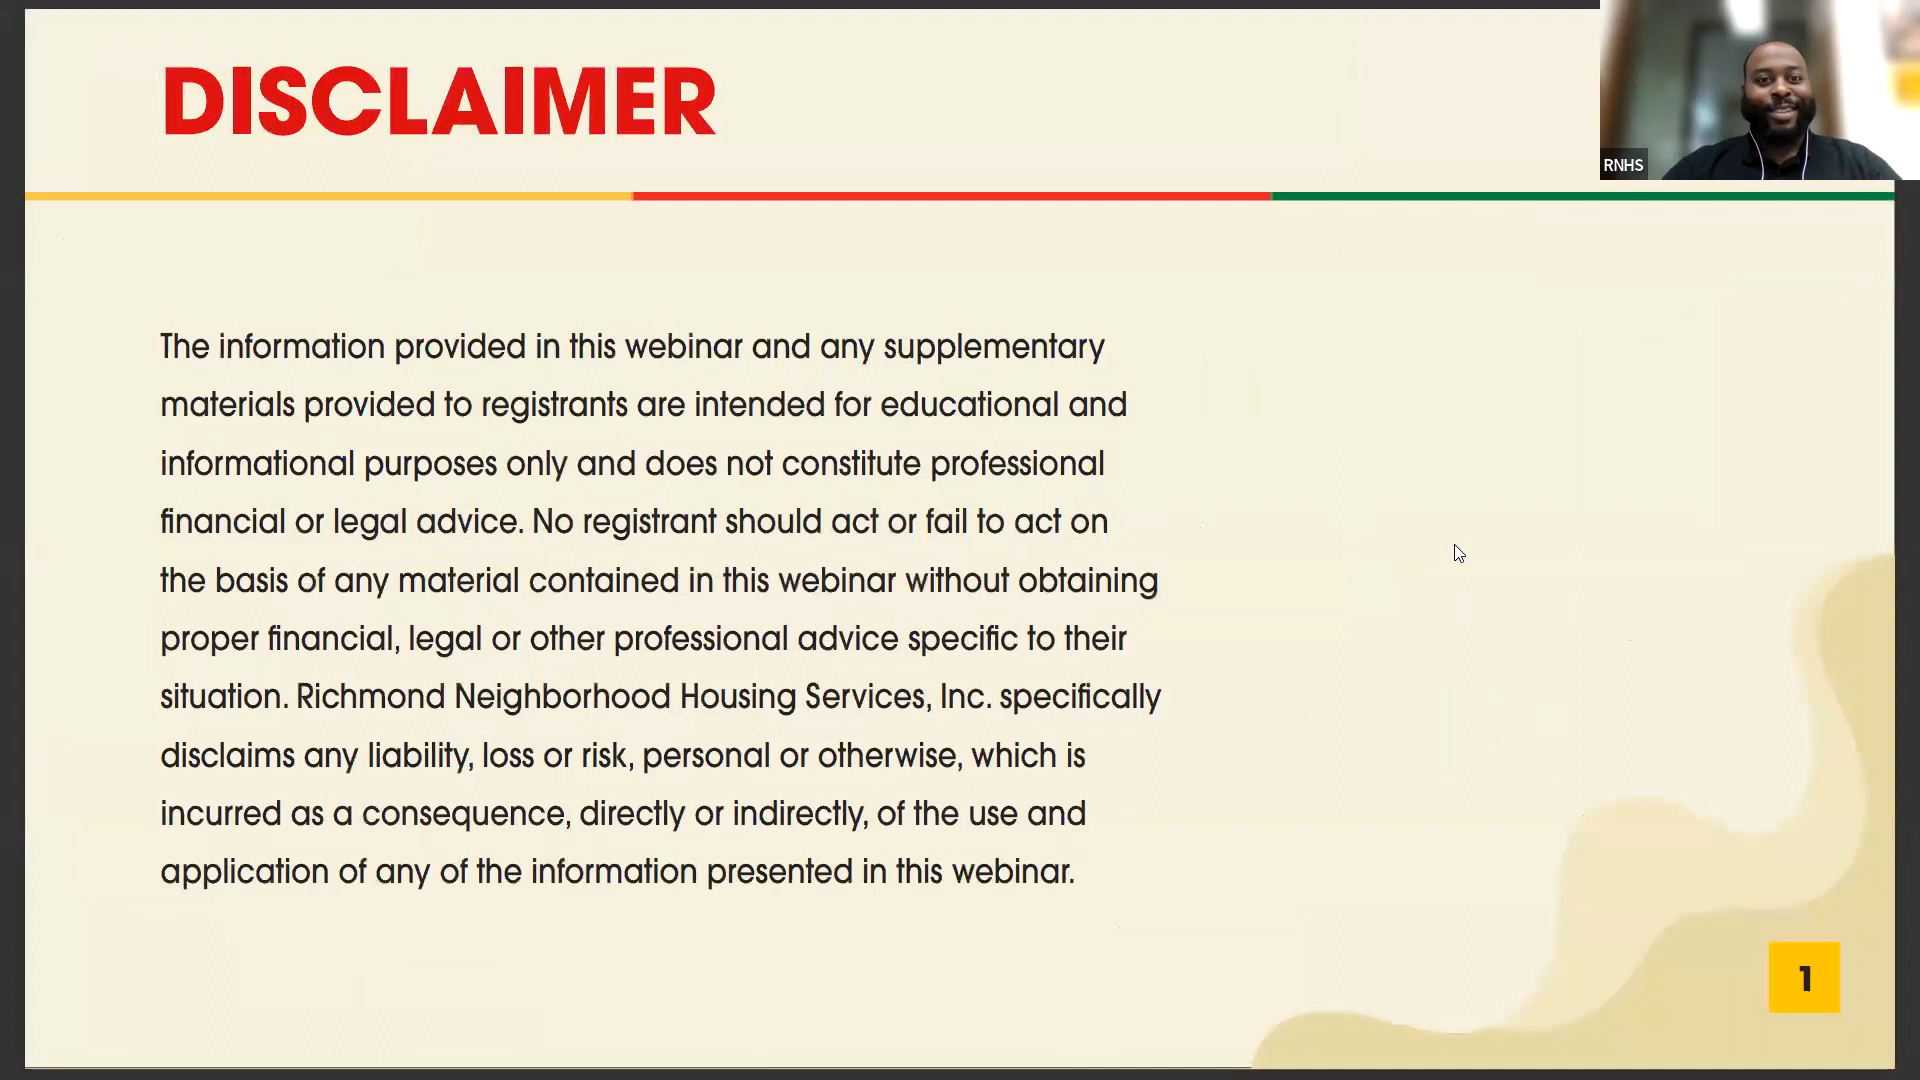 DISCLAIMER
RNHS
The information provided in this webinar and any supplementary
materials provided to registrants are intended for educational and
informational purposes only and does not constitute professional
financial or legal advice. No registrant should act or fail to act on
the basis of any material contained in this webinar without obtaining
proper financial, legal or other professional advice specific to their
situation. Richmond Neighborhood Housing Services, Inc. specifically
disclaims any liability, loss or risk, personal or otherwise, which is
incurred as a consequence, directly or indirectly, of the use and
application of any of the information presented in this webinar.
1